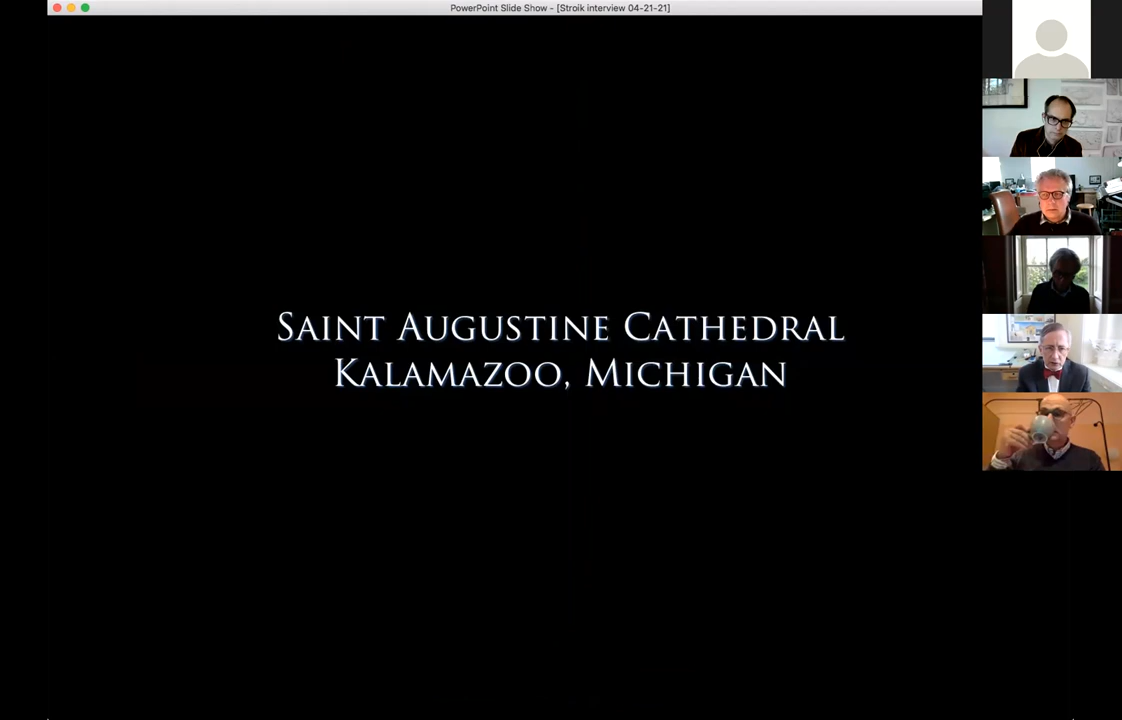 PowerPoint Slide Show - [Stroik interview 04-21-21]
SAINT AUGUSTINE CATHEDRAL
KALAMAZOO, MICHIGAN